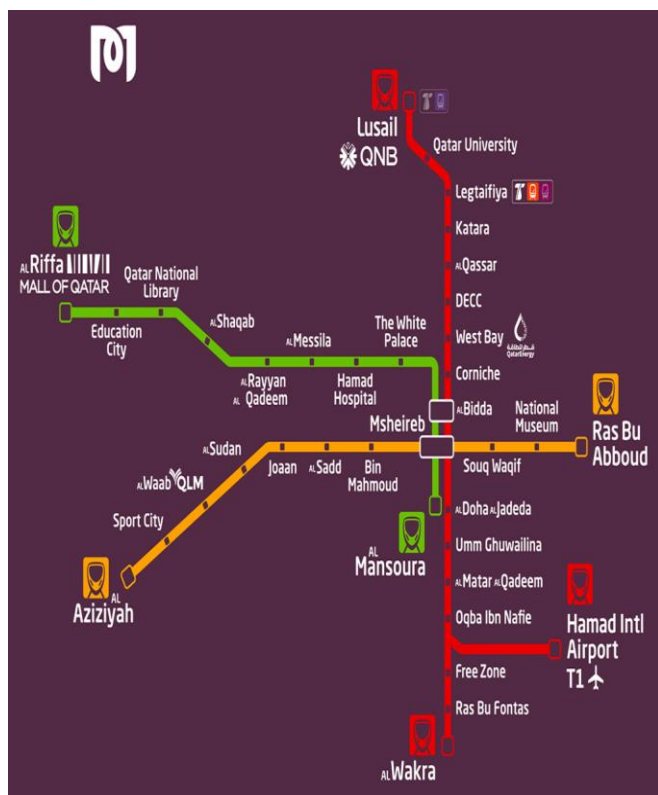 Lusail
QNB
Qatar University
Legtaifiya
Katara
AL Qassar
DECC
West Bay
قطر للطاقة
QatarEnergy
Corniche
AL Bidda
AL Riffa
MALL OF QATAR
Qatar National
Library
Education
City
AL Shaqab
AL Rayyan
AL Qadeem
AL Messila
Hamad
Hospital
The White
Palace
Msheireb
AL
Mansoura
National
Museum
Souq Waqif
Ras Bu
Abboud
AL Sudan
Joaan
AL Sadd
Bin
Mahmoud
AL Waab QLM
Sport City
AL
Aziziyah
AL Doha AL Jadeda
Umm Ghuwailina
AL Matar AL Qadeem
Oqba Ibn Nafie
Hamad Intl
Airport
T1
Free Zone
Ras Bu Fontas
AL Wakra